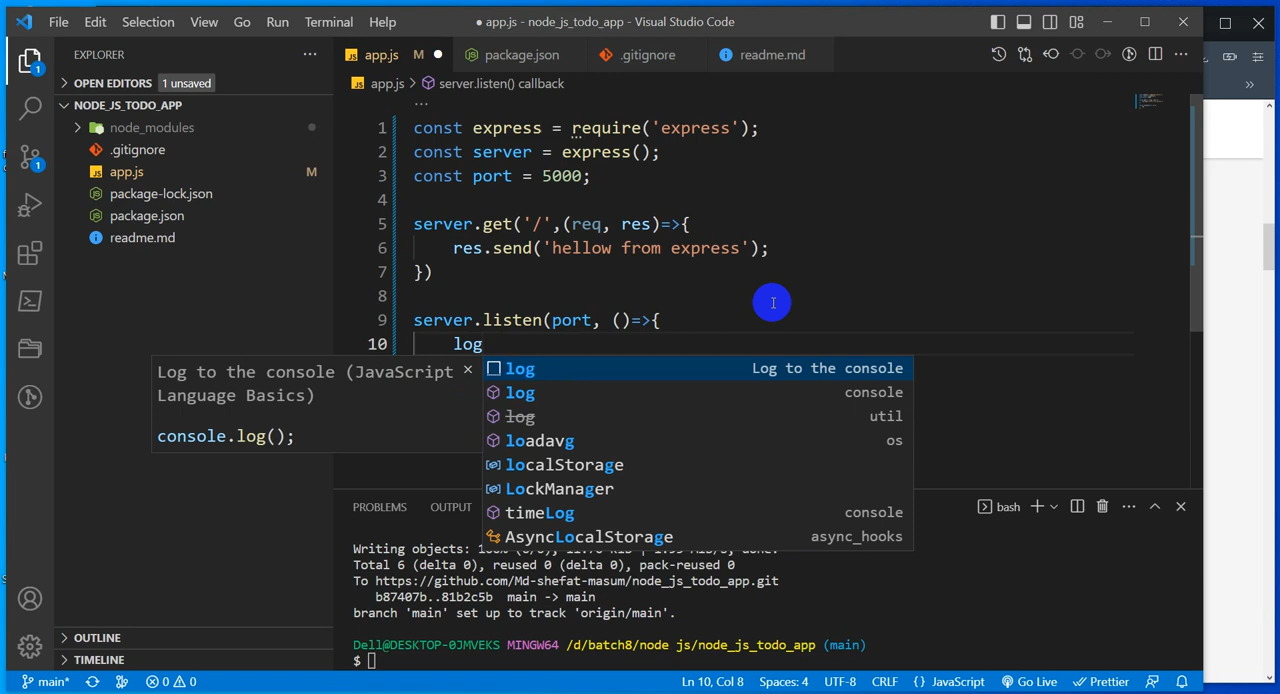 File Edit Selection View Go Run Terminal Help
● app.js - node_js_todo_app - Visual Studio Code
EXPLORER
OPEN EDITORS 1 unsaved
NODE_JS_TODO_APP
node_modules
.gitignore
app.js M
package-lock.json
package.json
readme.md
OUTLINE
TIMELINE
app.js M
package.json
.gitignore
readme.md
app.js > server.listen() callback
1 const express = require('express');
2 const server = express();
3 const port = 5000;
4
5 server.get('/',(req, res)=>{
6 res.send('hellow from express');
7 })
8
9 server.listen(port, ()=>{
10 log
Log to the console (JavaScript
Language Basics)
console.log();
log Log to the console
log console
log util
loadavg os
localStorage
LockManager
timeLog console
AsyncLocalStorage async_hooks
PROBLEMS OUTPUT
bash
Total 6 (delta 0), reused 0 (delta 0), pack-reused 0
To https://github.com/Md-shefat-masum/node_js_todo_app.git
b87407b..81b2c5b main -> main
branch 'main' set up to track 'origin/main'.
Dell@DESKTOP-0JMVEKS MINGW64 /d/batch8/node js/node_js_todo_app (main)
$
main* 0 0
Ln 10, Col 8 Spaces: 4 UTF-8 CRLF {} JavaScript Go Live Prettier